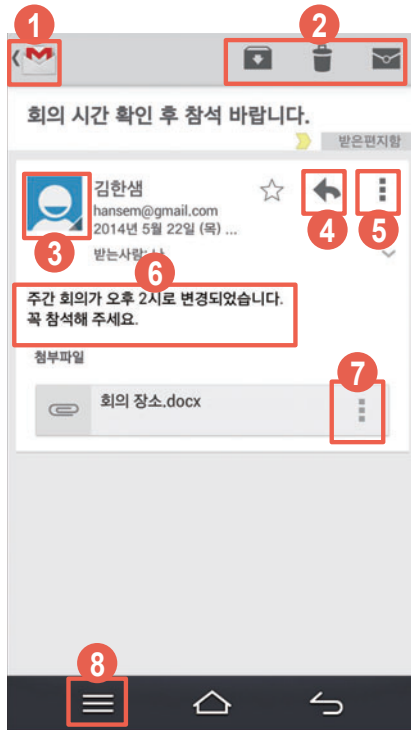 1
2
회의 시간 확인 후 참석 바랍니다.
받은편지함
김한샘
hansem@gmail.com
2014년 5월 22일 (목) ...
받는사람:
3
4
5
6
주간 회의가 오후 2시로 변경되었습니다.
꼭 참석해 주세요.
첨부파일
7
회의 장소.docx
8